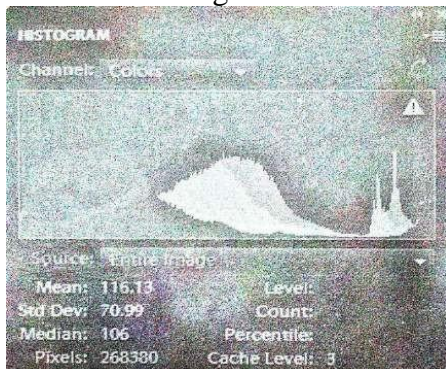 HISTOGRAM
Channel: Colors
Source: Entire Image
Mean: 116.13 Level:
Std Dev: 70.99 Count:
Median: 106 Percentile:
Pixels: 268380 Cache Level: 3